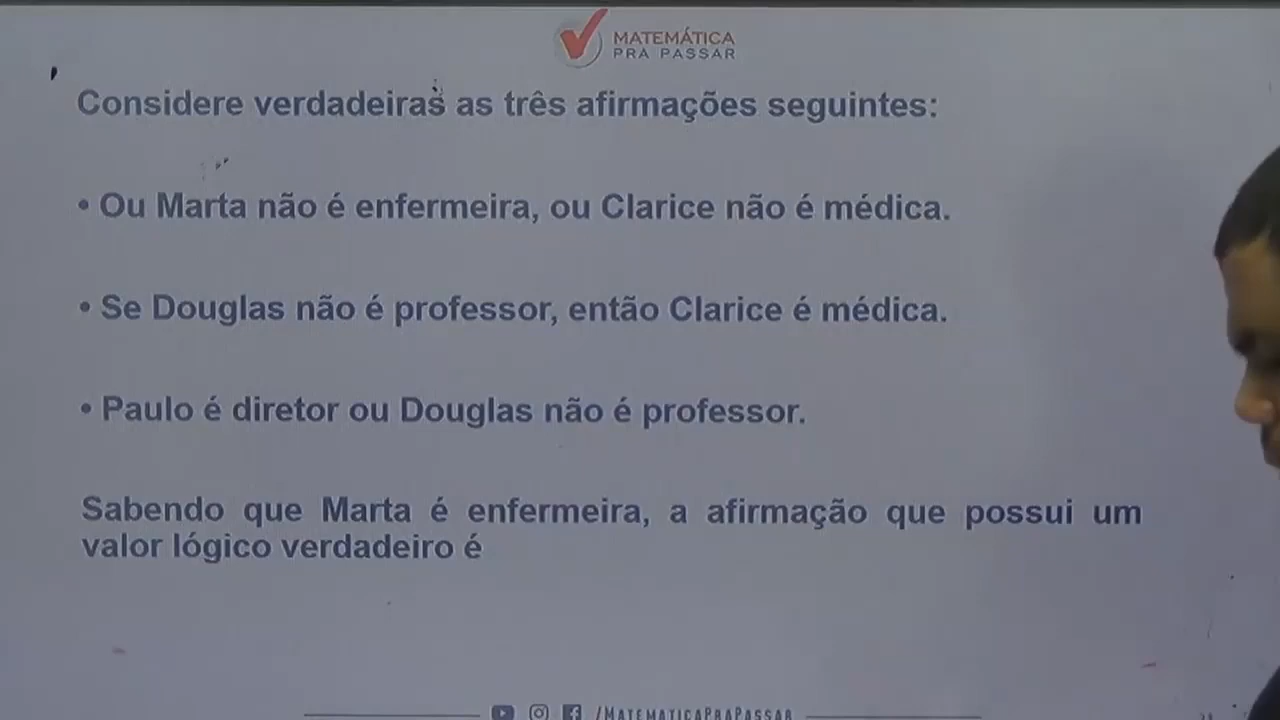 MATEMÁTICA
PRA PASSAR
Considere verdadeiras as três afirmações seguintes:
• Ou Marta não é enfermeira, ou Clarice não é médica.
• Se Douglas não é professor, então Clarice é médica.
• Paulo é diretor ou Douglas não é professor.
Sabendo que Marta é enfermeira, a afirmação que possui um
valor lógico verdadeiro é
/MATEMATICAPRAPASSAR